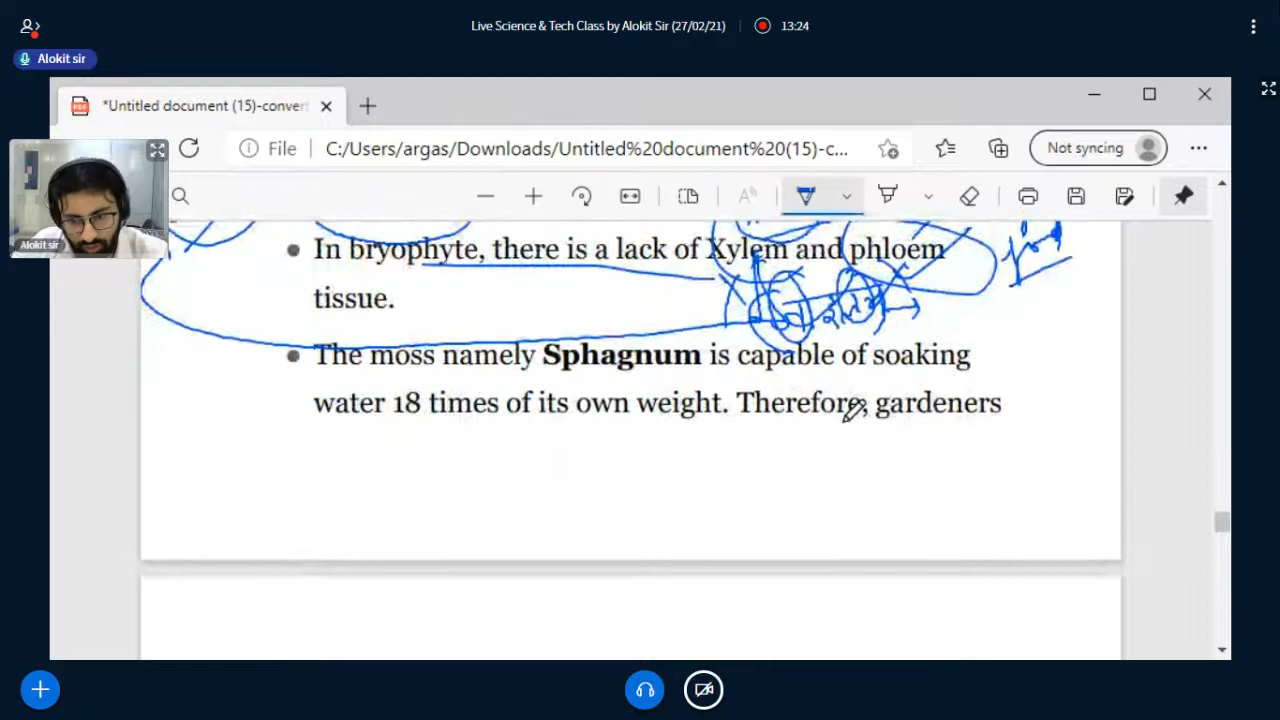 Live Science & Tech Class by Alokit Sir (27/02/21) 13:24
Alokit sir
*Untitled document (15)-convert
File C:/Users/argas/Downloads/Untitled%20document%20(15)-c... Not syncing
Alokit sir
In bryophyte, there is a lack of Xylem and phloem
tissue.
The moss namely Sphagnum is capable of soaking
water 18 times of its own weight. Therefore, gardeners